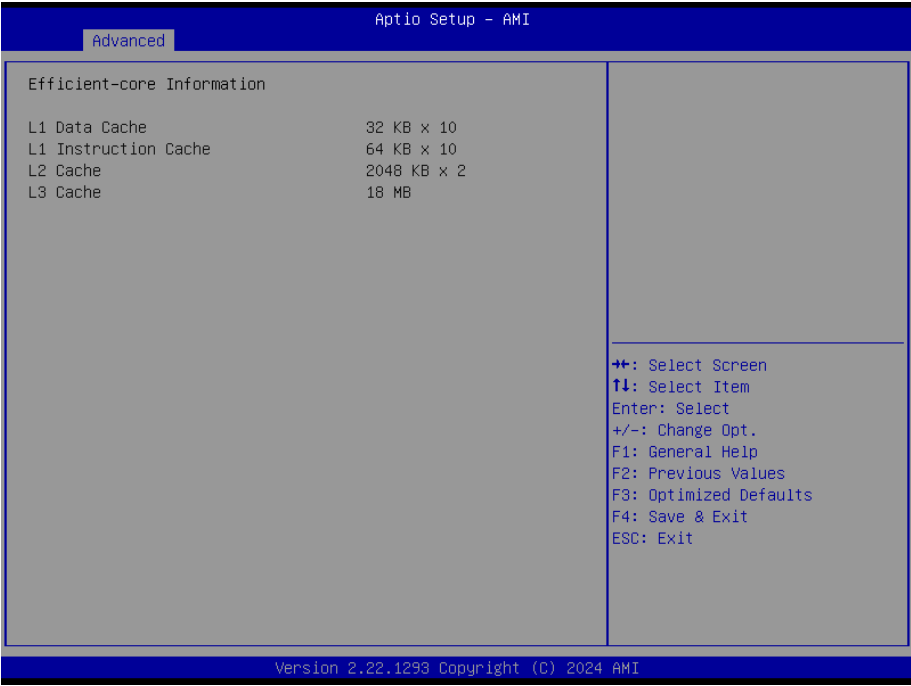 Aptio Setup – AMI
Advanced
Efficient-core Information
L1 Data Cache 32 KB x 10
L1 Instruction Cache 64 KB x 10
L2 Cache 2048 KB x 2
L3 Cache 18 MB
→←: Select Screen
↑↓: Select Item
Enter: Select
+/-: Change Opt.
F1: General Help
F2: Previous Values
F3: Optimized Defaults
F4: Save & Exit
ESC: Exit
Version 2.22.1293 Copyright (C) 2024 AMI